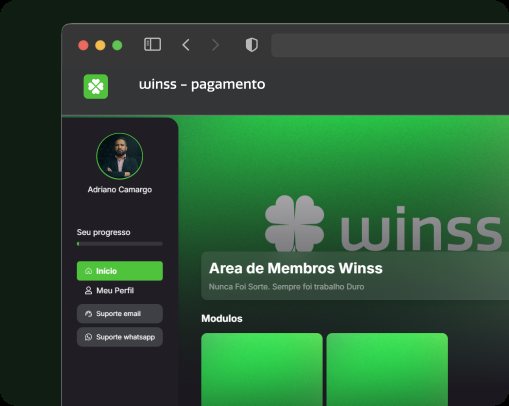 winss - pagamento
Adriano Camargo
Seu progresso
Início
Meu Perfil
Suporte email
Suporte whatsapp
winss
Area de Membros Winss
Nunca Foi Sorte. Sempre foi trabalho Duro
Modulos